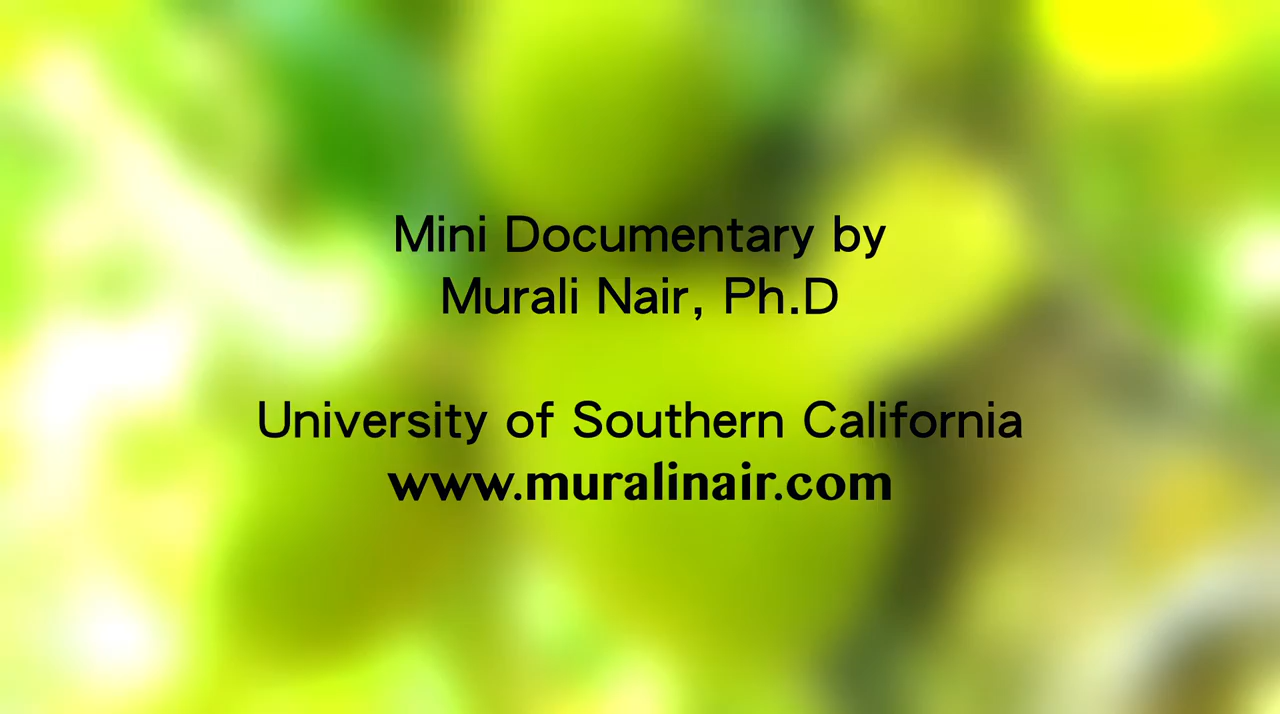 Mini Documentary by
Murali Nair, Ph.D
University of Southern California
www.muralinair.com